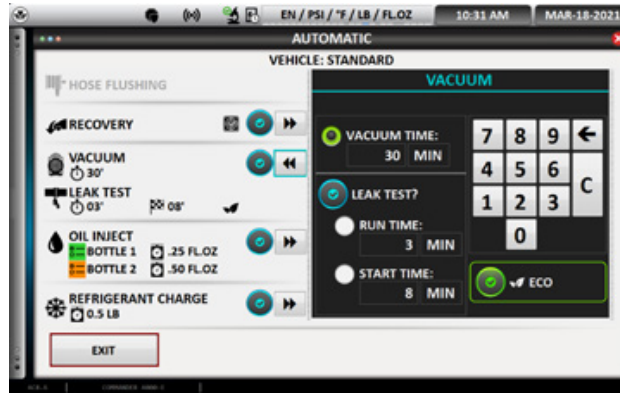 EN / PSI / °F / LB / FL.OZ 10:31 AM MAR-18-2021
AUTOMATIC
VEHICLE: STANDARD
HOSE FLUSHING
RECOVERY
VACUUM
30'
LEAK TEST
03' 08'
OIL INJECT
BOTTLE 1 .25 FL.OZ
BOTTLE 2 .50 FL.OZ
REFRIGERANT CHARGE
0.5 LB
EXIT
VACUUM
VACUUM TIME:
30 MIN
LEAK TEST?
RUN TIME:
3 MIN
START TIME:
8 MIN
7 8 9
4 5 6 C
1 2 3
0
ECO